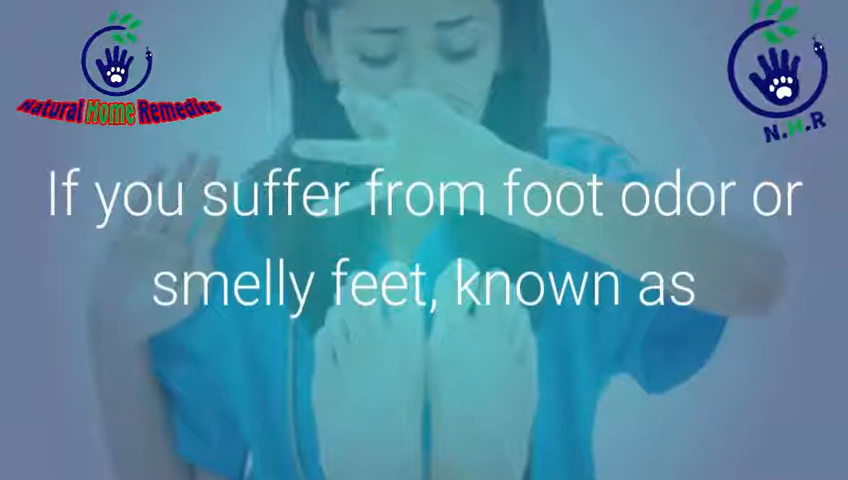 Natural Home Remedies
N.H.R
If you suffer from foot odor or
smelly feet, known as